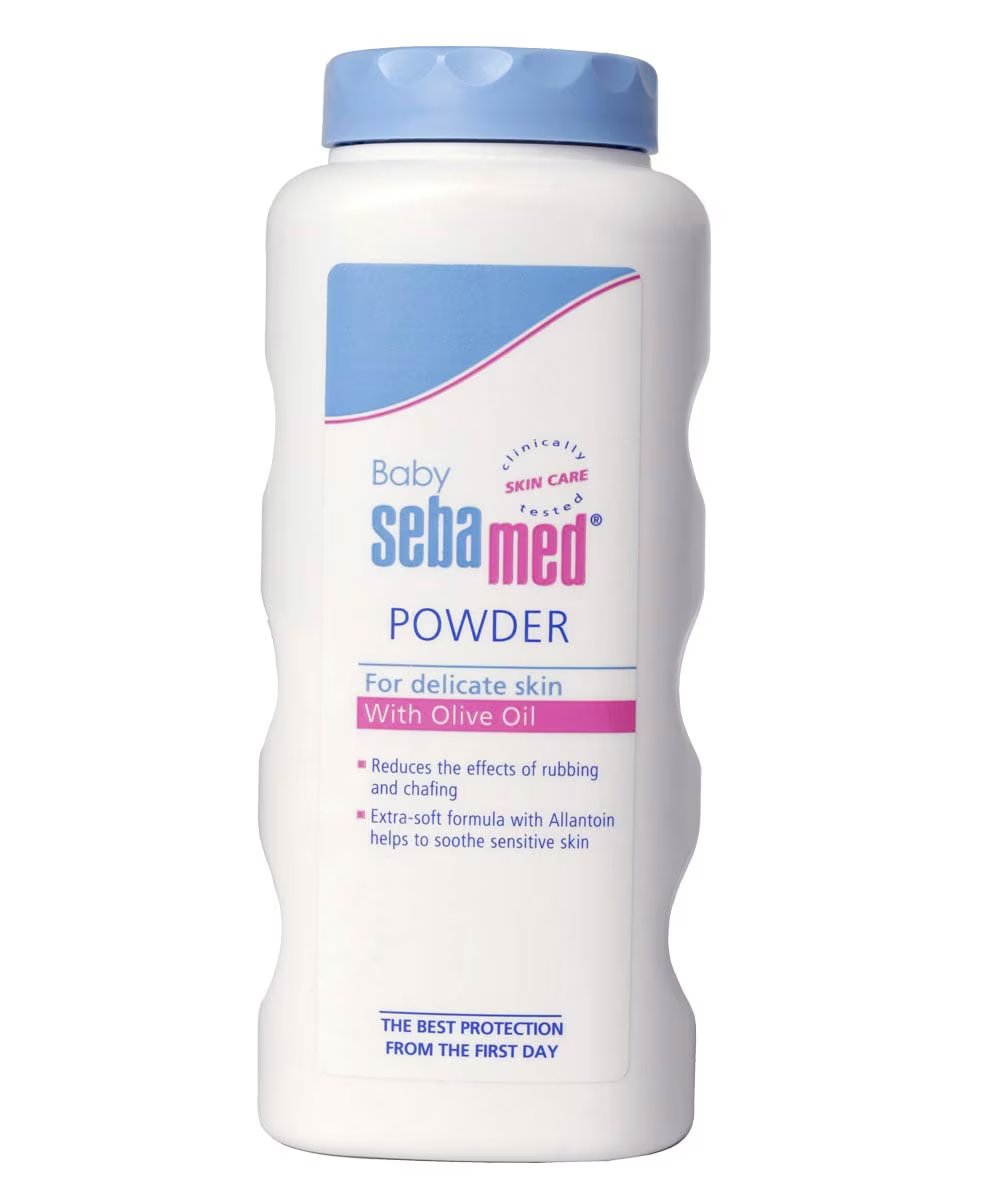 Baby
clinically
SKIN CARE
tested
sebamed®
POWDER
For delicate skin
With Olive Oil
Reduces the effects of rubbing
and chafing
Extra-soft formula with Allantoin
helps to soothe sensitive skin
THE BEST PROTECTION
FROM THE FIRST DAY